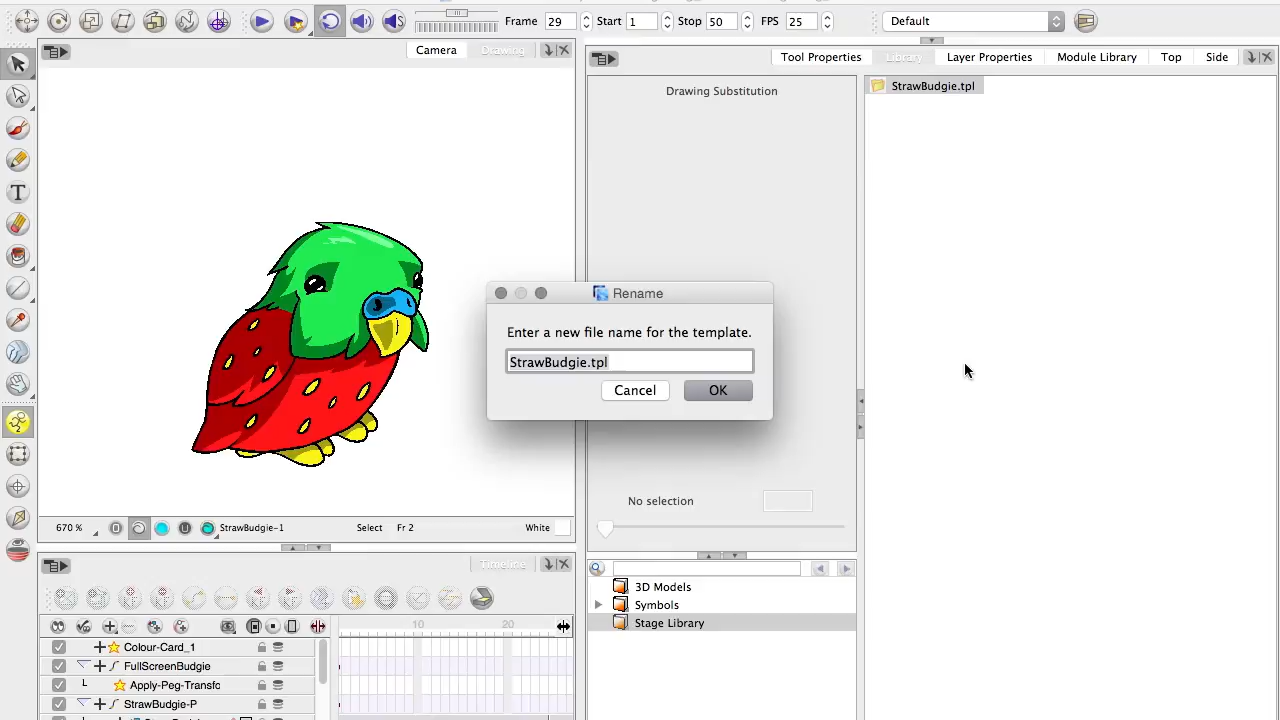 Frame 29 Start 1 Stop 50 FPS 25 Default
Camera Drawing
Tool Properties Library Layer Properties Module Library Top Side
Drawing Substitution
StrawBudgie.tpl
Rename
Enter a new file name for the template.
StrawBudgie.tpl
Cancel OK
No selection
670 % StrawBudgie-1 Select Fr 2 White
Timeline
3D Models
Symbols
Stage Library
10 20
Colour-Card_1
FullScreenBudgie
Apply-Peg-Transfo
StrawBudgie-P